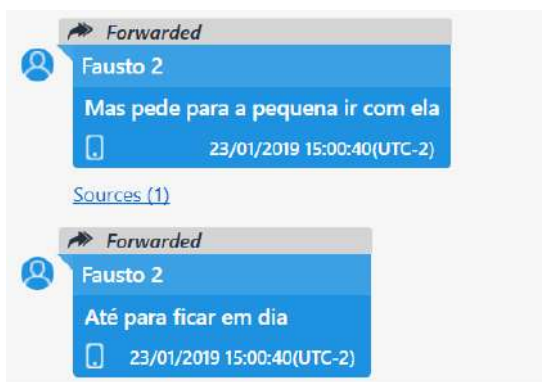 Forwarded
Fausto 2
Mas pede para a pequena ir com ela
23/01/2019 15:00:40(UTC-2)
Sources (1)
Forwarded
Fausto 2
Até para ficar em dia
23/01/2019 15:00:40(UTC-2)